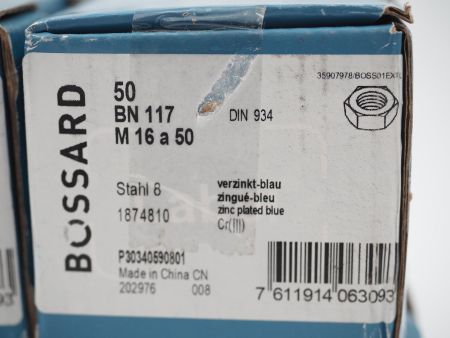 35907978/BOSS01EXTL
BOSSARD
50
BN 117
DIN 934
M 16 a 50
Stahl 8
1874810
verzinkt-blau
zingué-bleu
zinc plated blue
Cr(III)
P30340590801
Made in China CN
202976 008
7 611914 063093